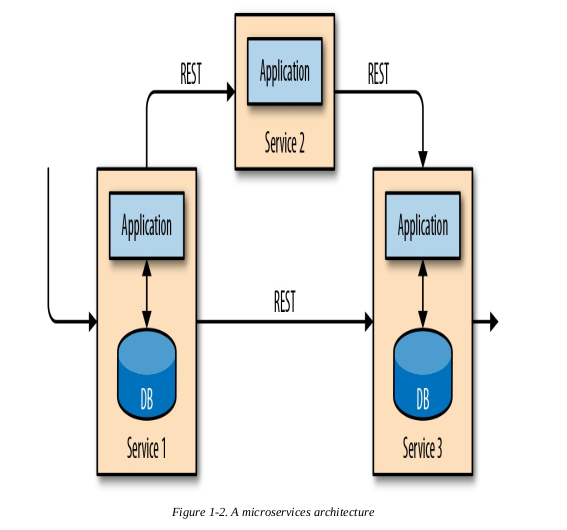 REST
Application
REST
Service 2
Application
DB
Service 1
REST
Application
DB
Service 3
Figure 1-2. A microservices architecture